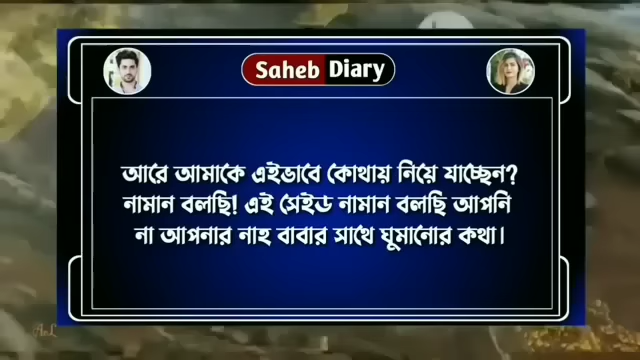 Saheb Diary
আরে আমাকে এইভাবে কোথায় নিয়ে যাচ্ছেন?
নামান বলছি! এই সেইড নামান বলছি আপনি
না আপনার নাহ বাবার সাথে ঘুমানোর কথা।